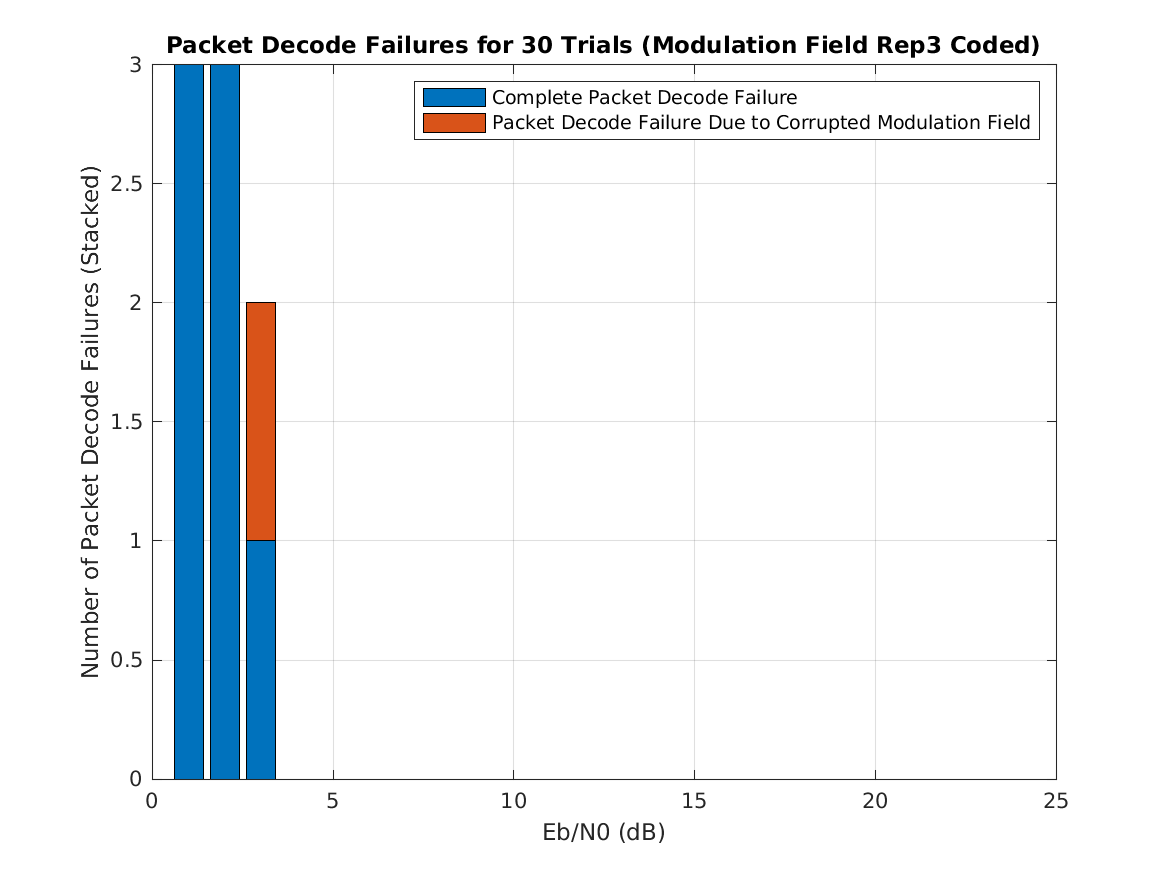 Packet Decode Failures for 30 Trials (Modulation Field Rep3 Coded)
Complete Packet Decode Failure
Packet Decode Failure Due to Corrupted Modulation Field
Number of Packet Decode Failures (Stacked)
3
2.5
2
1.5
1
0.5
0
0 5 10 15 20 25
Eb/N0 (dB)